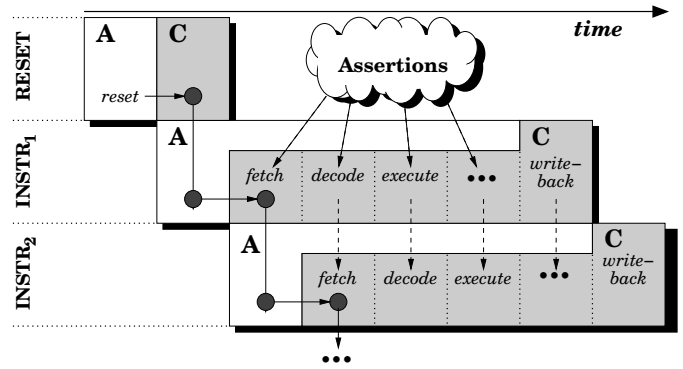 time
RESET
A
C
reset
Assertions
INSTR1
A
C
fetch
decode
execute
•••
write–
back
INSTR2
A
C
fetch
decode
execute
•••
write–
back
•••